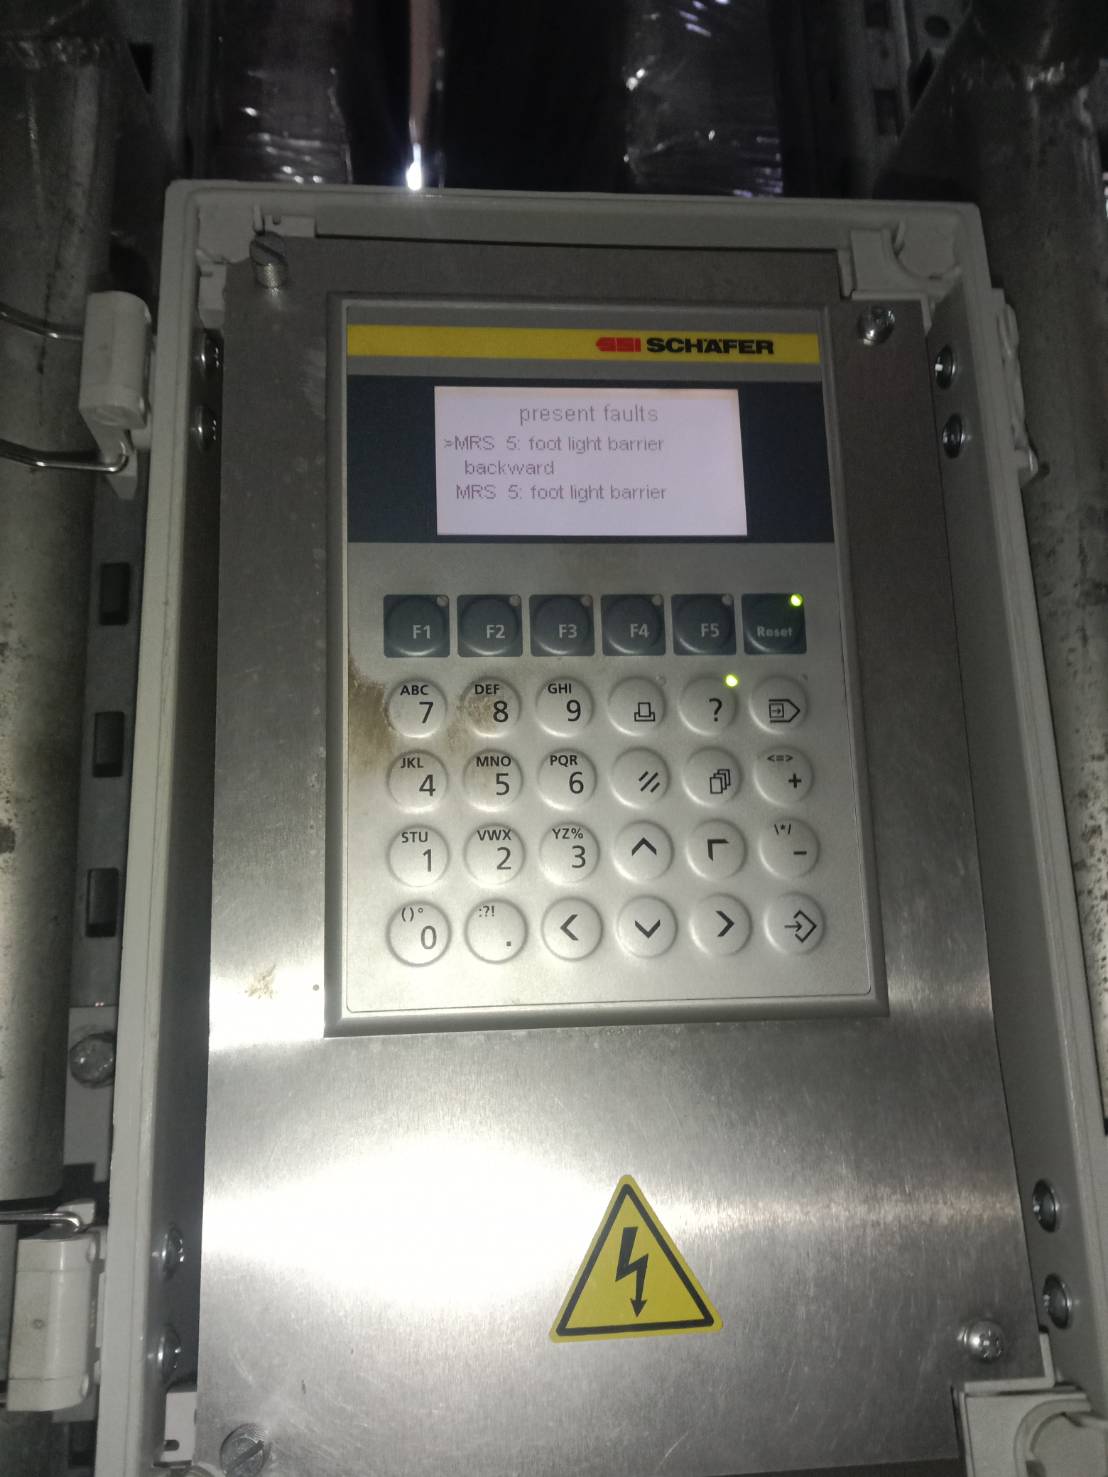 SSI SCHÄFER
present faults
>MRS 5: foot light barrier
backward
MRS 5: foot light barrier
F1 F2 F3 F4 F5 Reset
ABC 7 DEF 8 GHI 9 ?
JKL 4 MNO 5 PQR 6 <=> +
STU 1 VWX 2 YZ% 3 \*/ -
()° 0 :?! .